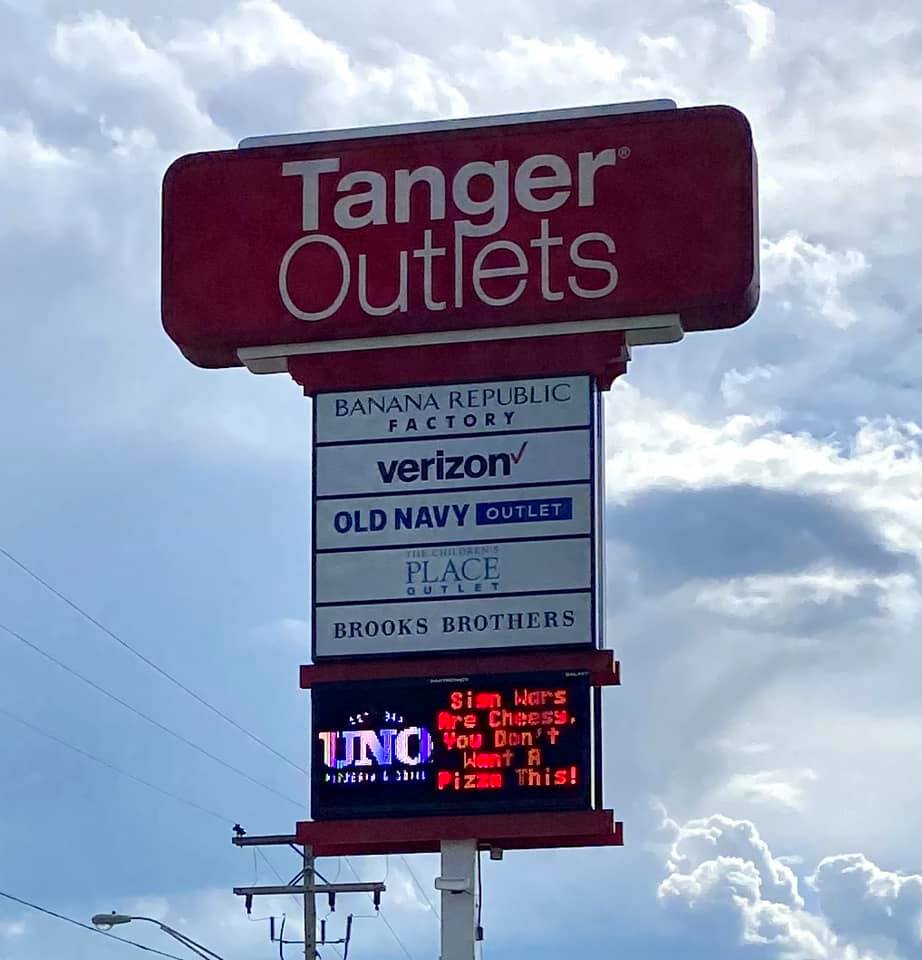 Tanger®
Outlets
BANANA REPUBLIC
FACTORY
verizon✓
OLD NAVY OUTLET
THE CHILDREN'S
PLACE
OUTLET
BROOKS BROTHERS
UNO
PIZZERIA & GRILL
Sign Wars
Are Cheesy,
You Don't
Want A
Pizza This!